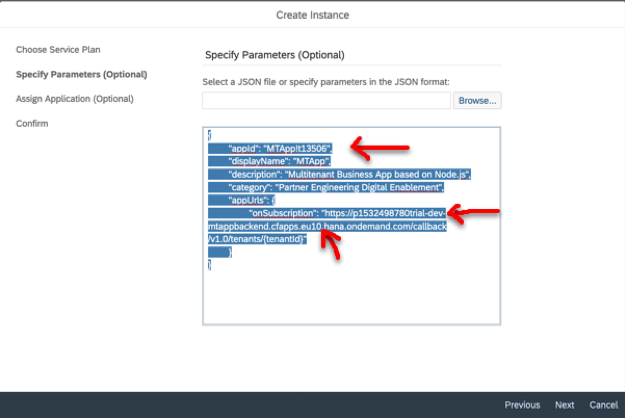 Create Instance
Choose Service Plan
Specify Parameters (Optional)
Assign Application (Optional)
Confirm
Specify Parameters (Optional)
Select a JSON file or specify parameters in the JSON format:
Browse...
{
"appId": "MTApp!t13506",
"displayName": "MTApp",
"description": "Multitenant Business App based on Node.js",
"category": "Partner Engineering Digital Enablement",
"appUrls": {
"onSubscription": "https://p1532498780trial-dev-
mtappbackend.cfapps.eu10.hana.ondemand.com/callback
/v1.0/tenants/{tenantId}"
}
}
Previous Next Cancel